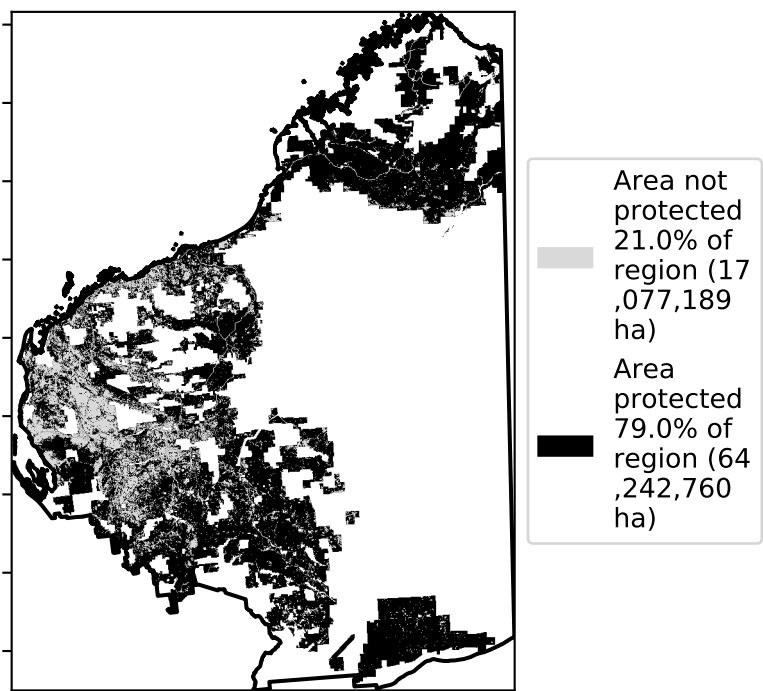 Area not
protected
21.0% of
region (17
,077,189
ha)
Area
protected
79.0% of
region (64
,242,760
ha)